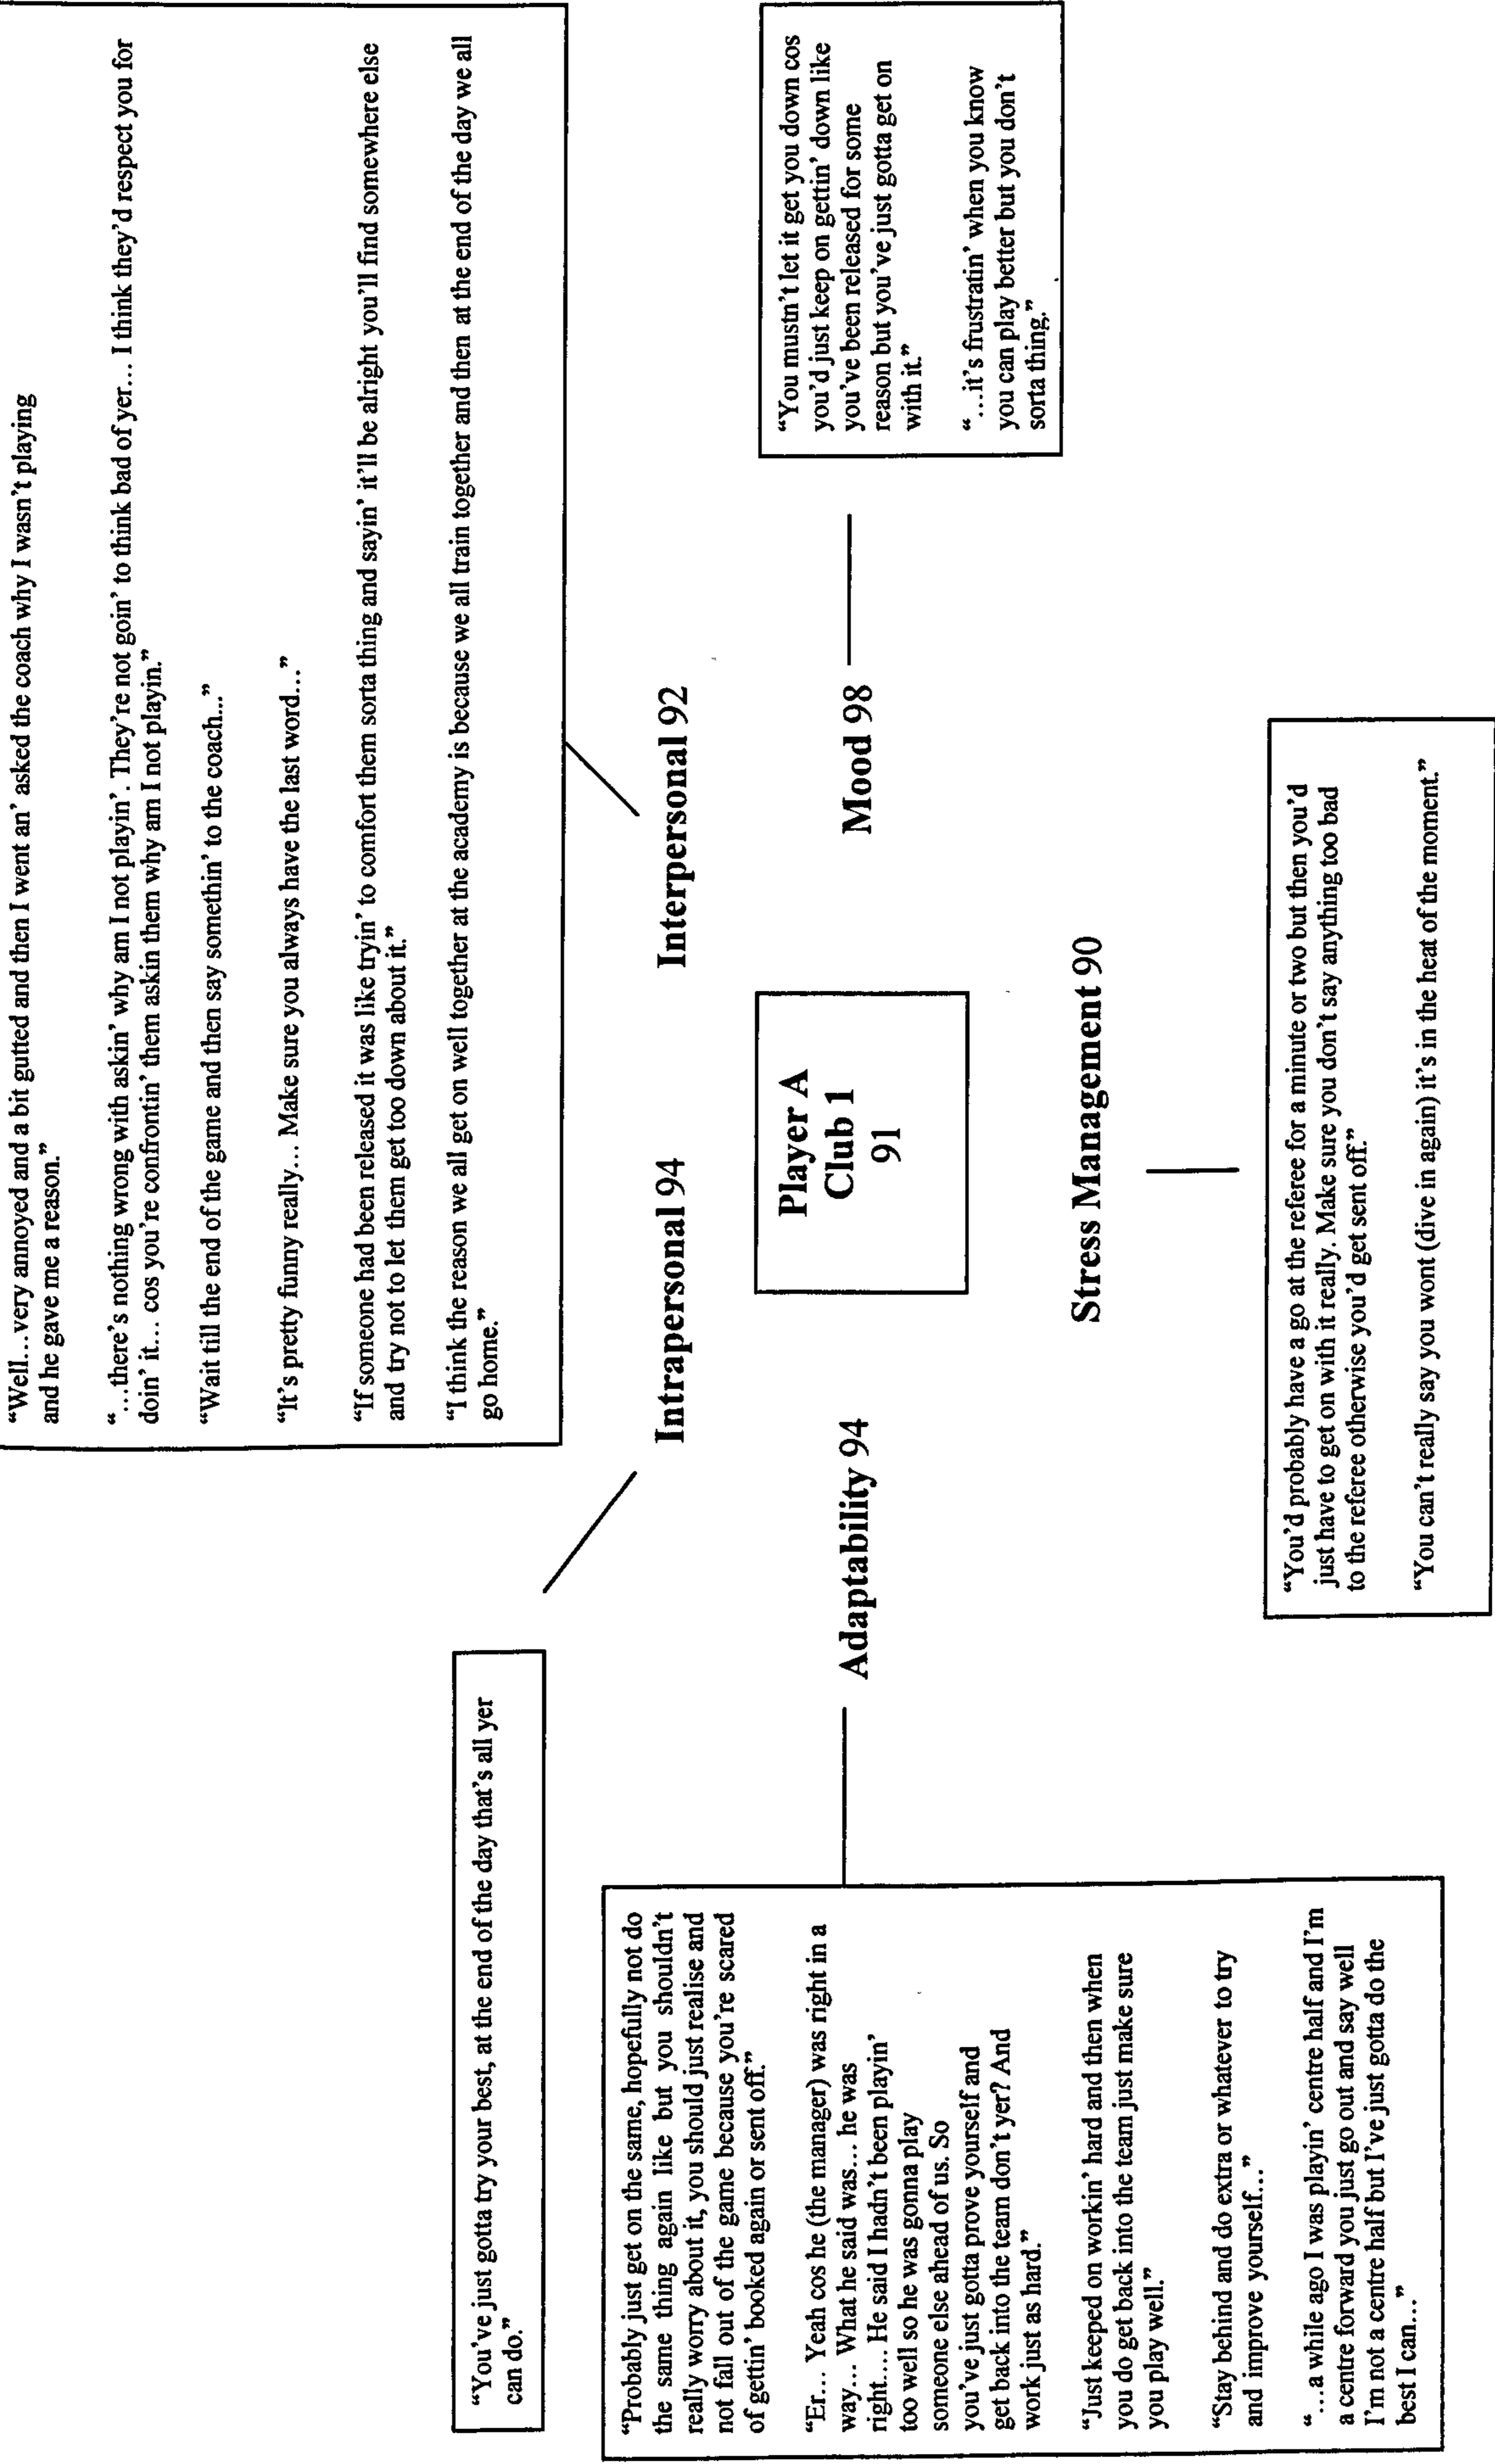 “Well…very annoyed and a bit gutted and then I went an’ asked the coach why I wasn’t playing
and he gave me a reason.”
“…there’s nothing wrong with askin’ why am I not playin’. They’re not goin’ to think bad of yer… I think they’d respect you for
doin’ it… cos you’re confrontin’ them askin them why am I not playin.”
“Wait till the end of the game and then say somethin’ to the coach…”
“It’s pretty funny really… Make sure you always have the last word…”
“If someone had been released it was like tryin’ to comfort them sorta thing and sayin’ it’ll be alright you’ll find somewhere else
and try not to let them get too down about it.”
“I think the reason we all get on well together at the academy is because we all train together and then at the end of the day we all
go home.”
“You’ve just gotta try your best, at the end of the day that’s all yer
can do.”
Intrapersonal 94
Interpersonal 92
“Probably just get on the same, hopefully not do
the same thing again like but you shouldn’t
really worry about it, you should just realise and
not fall out of the game because you’re scared
of gettin’ booked again or sent off.”
“Er… Yeah cos he (the manager) was right in a
way… What he said was… he was
right…. He said I hadn’t been playin’
too well so he was gonna play
someone else ahead of us. So
you’ve just gotta prove yourself and
get back into the team don’t yer? And
work just as hard.”
“Just keeped on workin’ hard and then when
you do get back into the team just make sure
you play well.”
“Stay behind and do extra or whatever to try
and improve yourself…”
“…a while ago I was playin’ centre half and I’m
a centre forward you just go out and say well
I’m not a centre half but I’ve just gotta do the
best I can…”
Adaptability 94
Player A
Club 1
91
Mood 98
“You mustn’t let it get you down cos
you’d just keep on gettin’ down like
you’ve been released for some
reason but you’ve just gotta get on
with it.”
“…it’s frustratin’ when you know
you can play better but you don’t
sorta thing.”
Stress Management 90
“You’d probably have a go at the referee for a minute or two but then you’d
just have to get on with it really. Make sure you don’t say anything too bad
to the referee otherwise you’d get sent off.”
“You can’t really say you wont (dive in again) it’s in the heat of the moment.”